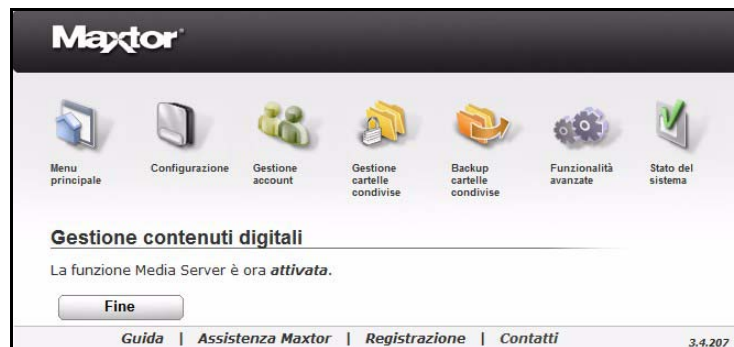 Maxtor
Menu
principale
Configurazione
Gestione
account
Gestione
cartelle
condivise
Backup
cartelle
condivise
Funzionalità
avanzate
Stato del
sistema
Gestione contenuti digitali
La funzione Media Server è ora attivata.
Fine
Guida | Assistenza Maxtor | Registrazione | Contatti
3.4.207